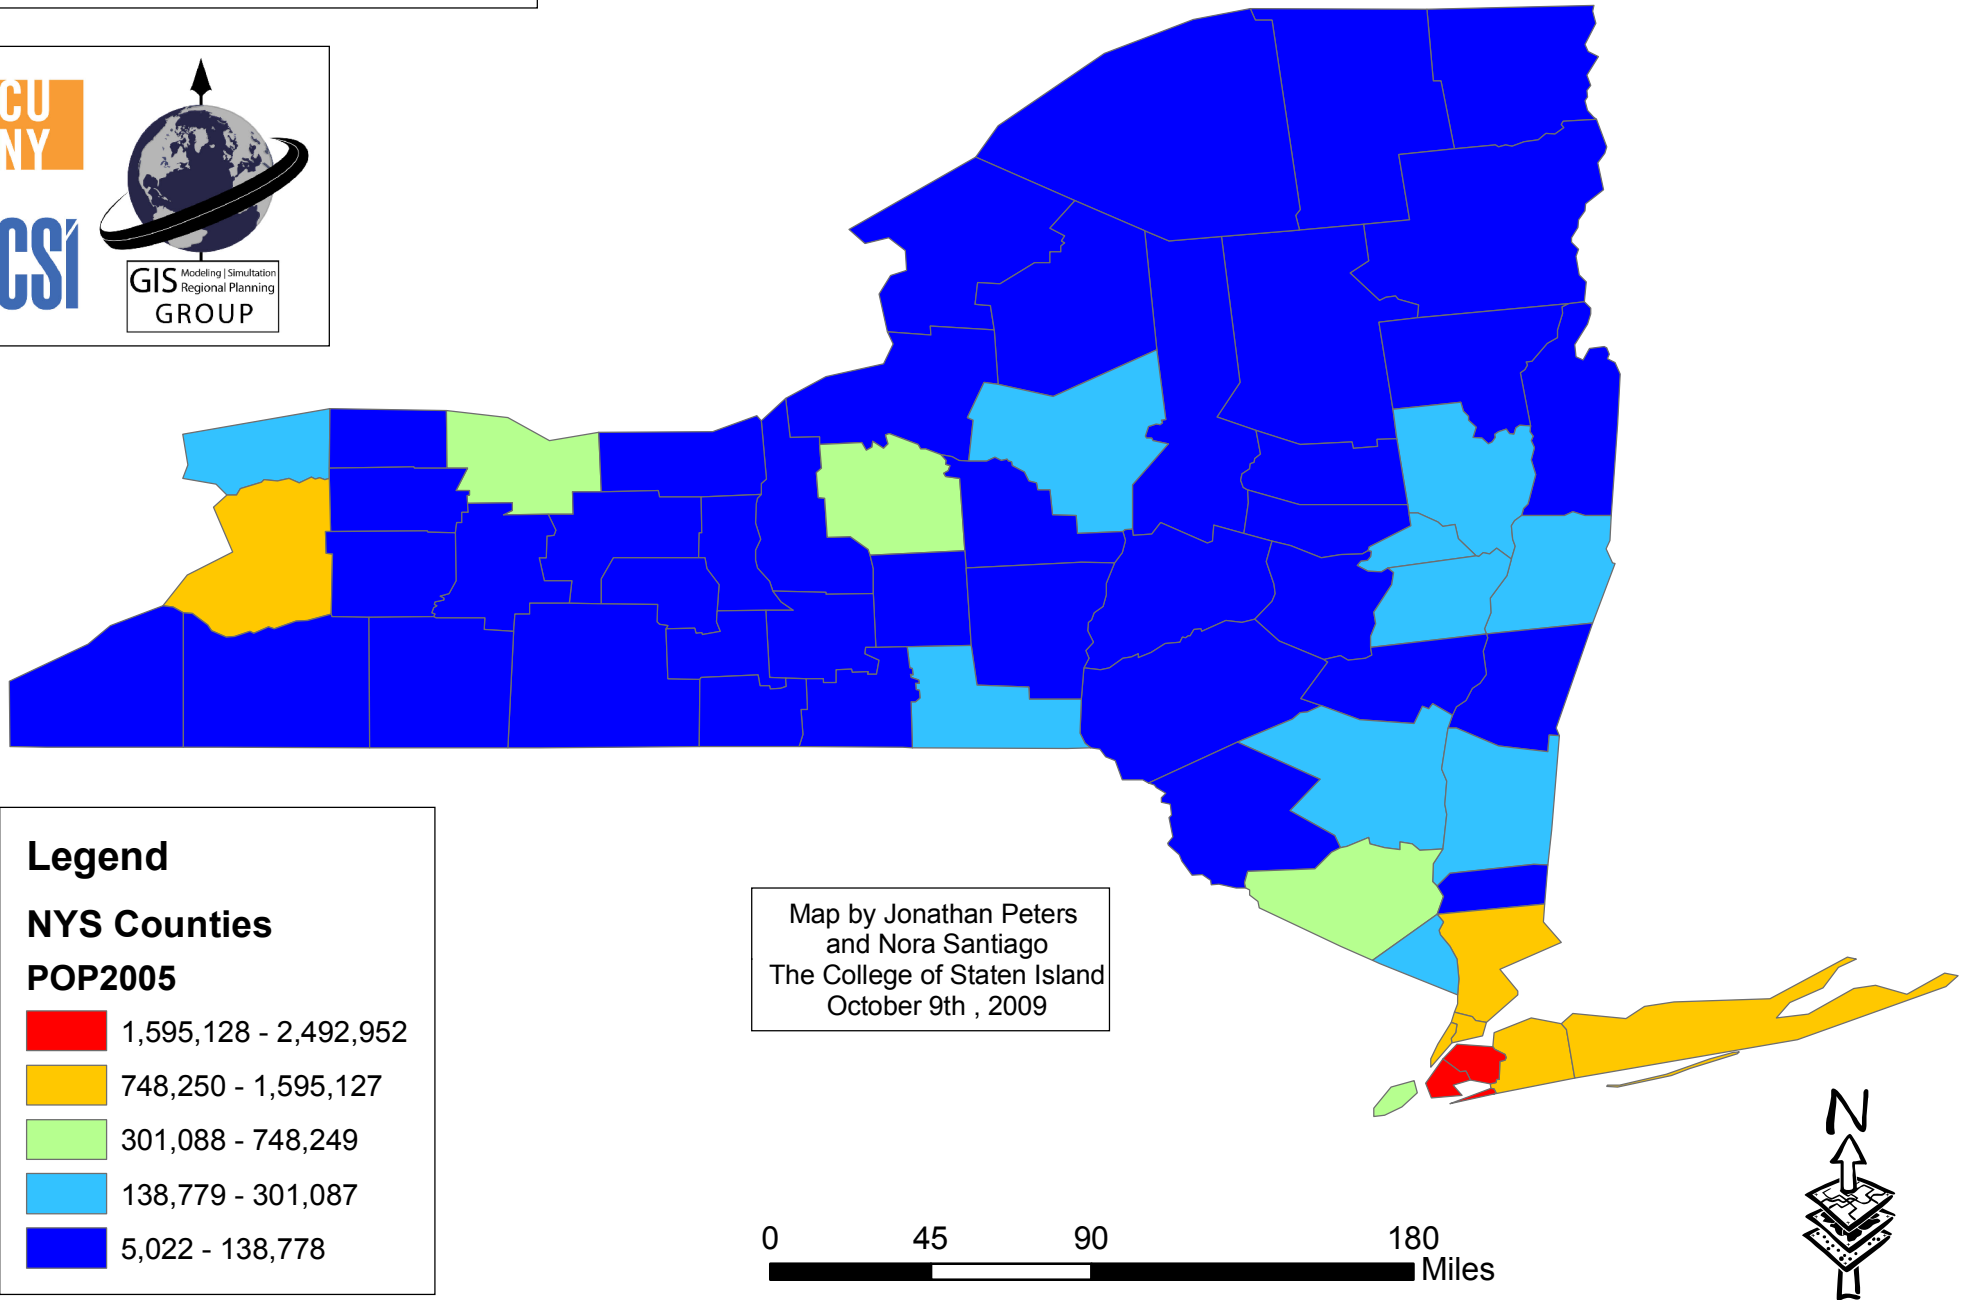 CU
NY
CSI
GIS Modeling | Simultation
Regional Planning
GROUP
Legend
NYS Counties
POP2005
1,595,128 - 2,492,952
748,250 - 1,595,127
301,088 - 748,249
138,779 - 301,087
5,022 - 138,778
Map by Jonathan Peters
and Nora Santiago
The College of Staten Island
October 9th , 2009
0 45 90 180
Miles
N